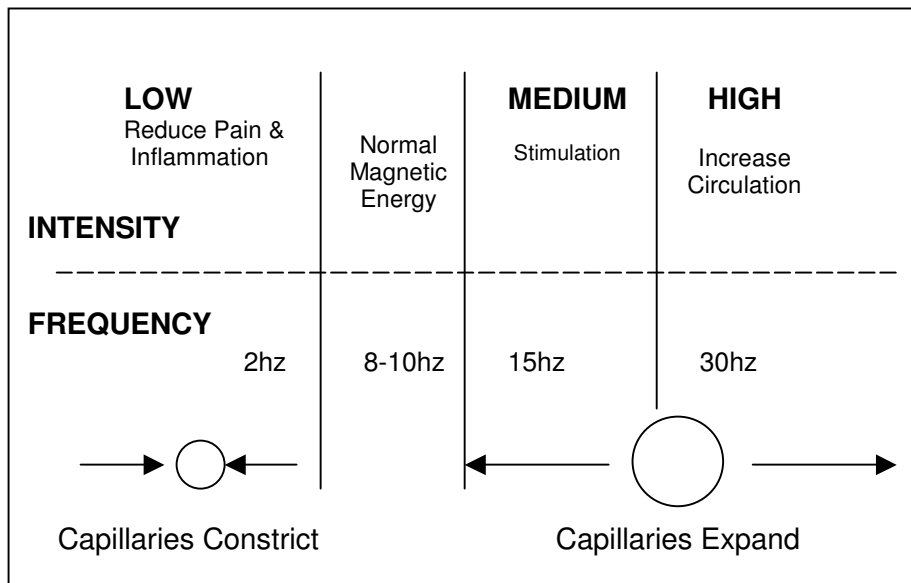 LOW
Reduce Pain &
Inflammation
Normal
Magnetic
Energy
MEDIUM
Stimulation
HIGH
Increase
Circulation
INTENSITY
FREQUENCY
2hz
8-10hz
15hz
30hz
Capillaries Constrict
Capillaries Expand